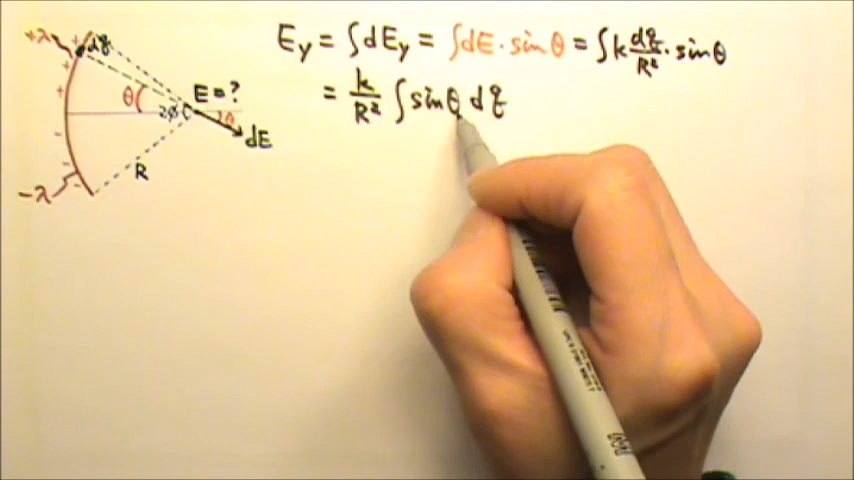 Ey = ∫dEy = ∫dE · sinθ = ∫k dq/R² · sinθ
= k/R² ∫sinθ dq
+λ
dq
θ
E = ?
2φ
θ
dE
R
-λ